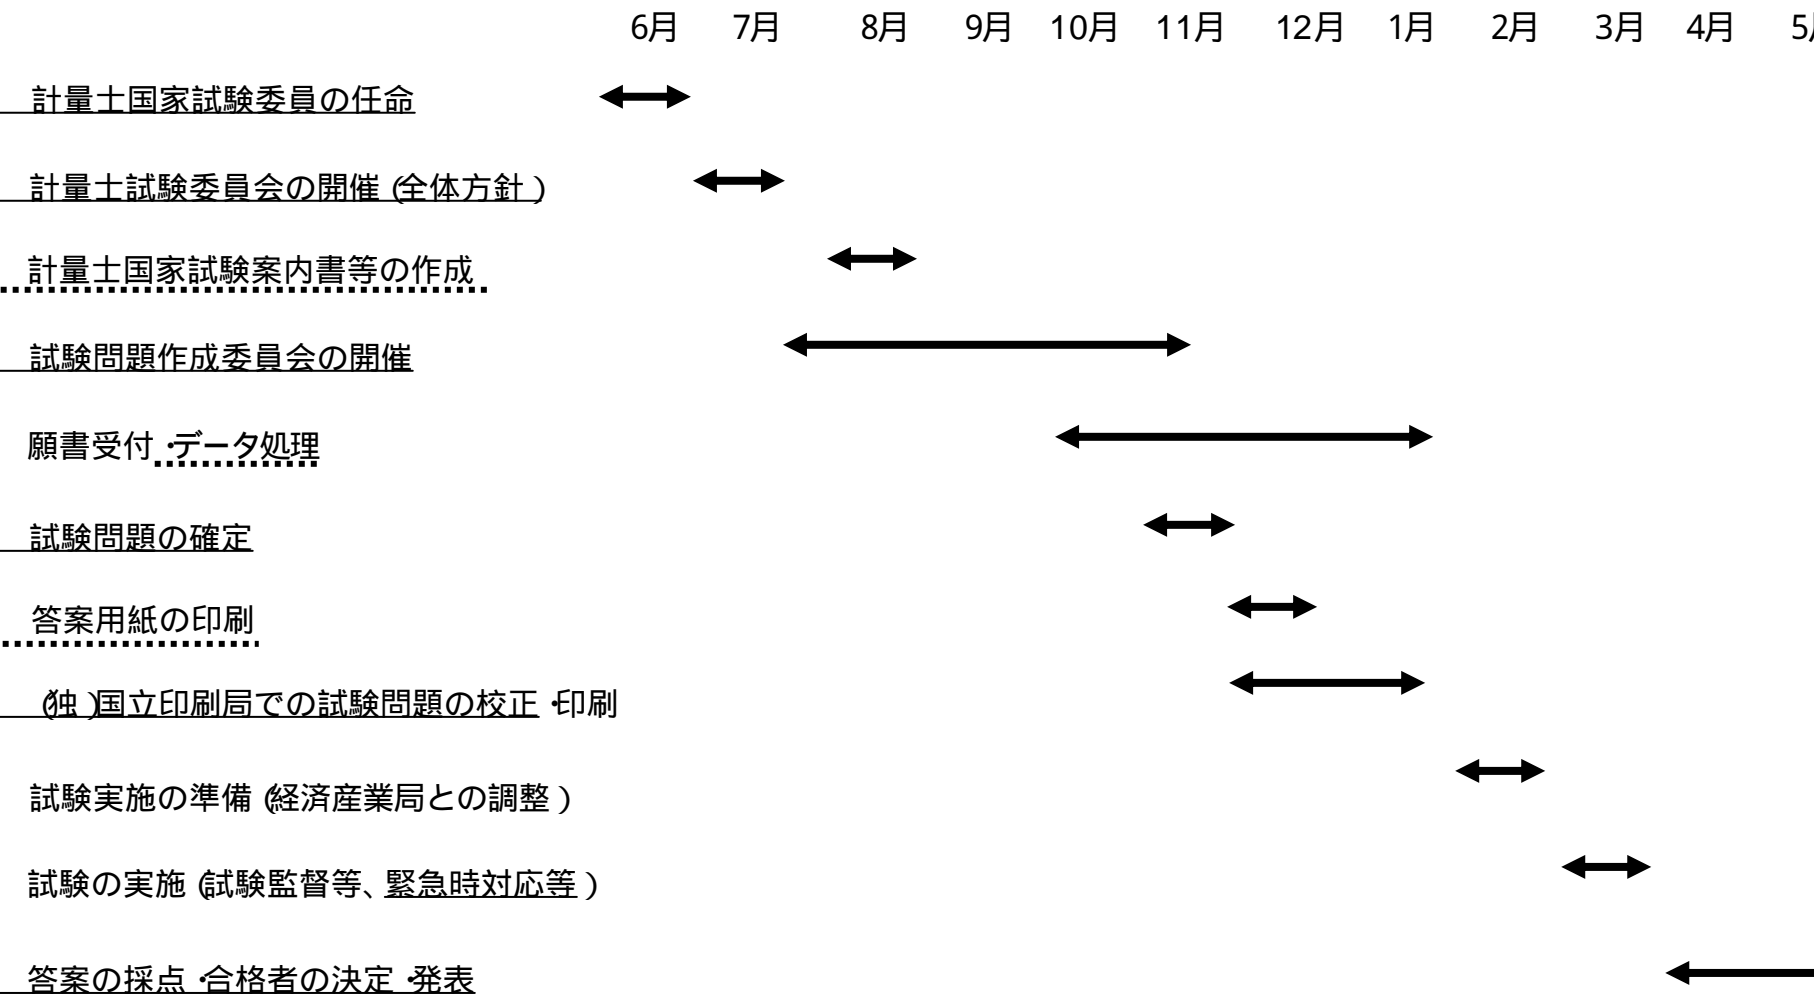 6月 7月 8月 9月 10月 11月 12月 1月 2月 3月 4月 5月
計量士国家試験委員の任命
計量士試験委員会の開催(全体方針)
計量士国家試験案内書等の作成
試験問題作成委員会の開催
願書受付・データ処理
試験問題の確定
答案用紙の印刷
(独)国立印刷局での試験問題の校正・印刷
試験実施の準備(経済産業局との調整)
試験の実施(試験監督等、緊急時対応等)
答案の採点・合格者の決定・発表